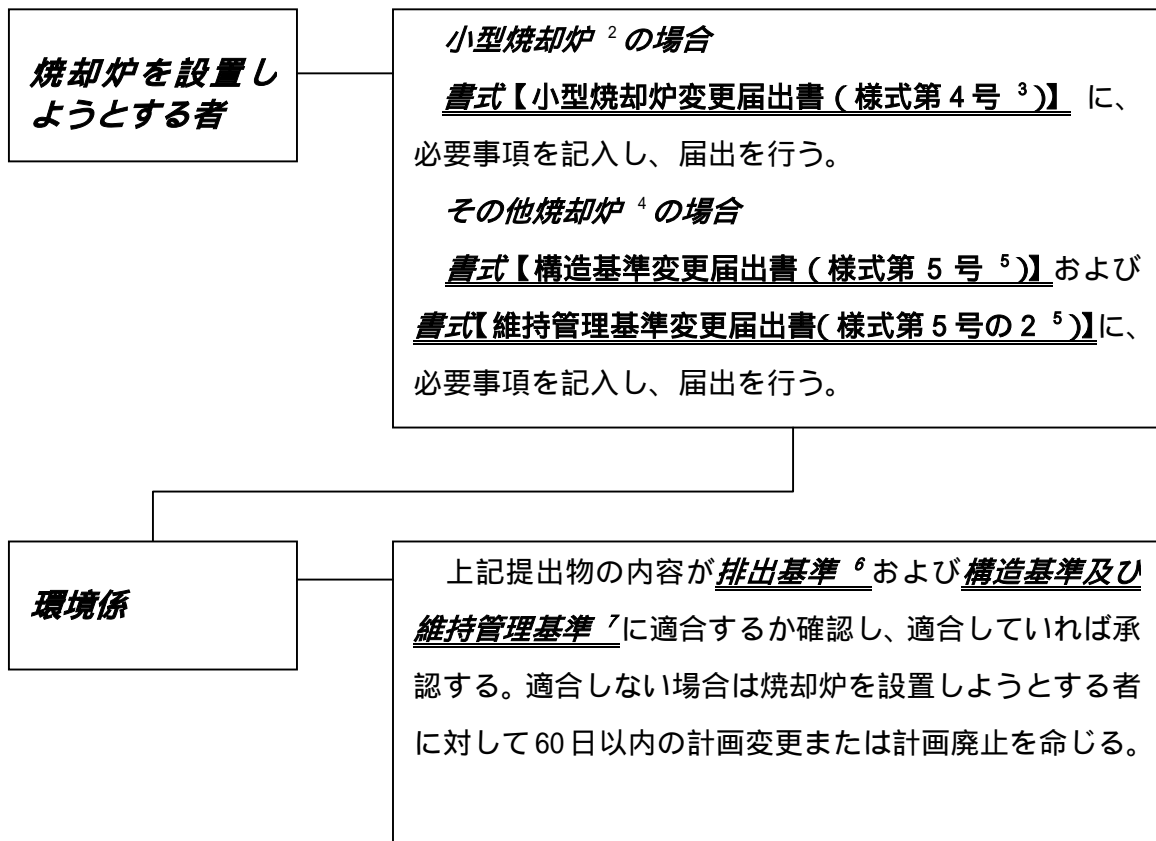 焼却炉を設置し
ようとする者
小型焼却炉 2 の場合
書式【小型焼却炉変更届出書（様式第4号 3）】 に、
必要事項を記入し、届出を行う。
その他焼却炉 4 の場合
書式【構造基準変更届出書（様式第 5 号 5）】および
書式【維持管理基準変更届出書（様式第5号の2 5）】に、
必要事項を記入し、届出を行う。
環境係
上記提出物の内容が排出基準 6 および構造基準及び
維持管理基準 7 に適合するか確認し、適合していれば承
認する。適合しない場合は焼却炉を設置しようとする者
に対して60日以内の計画変更または計画廃止を命じる。